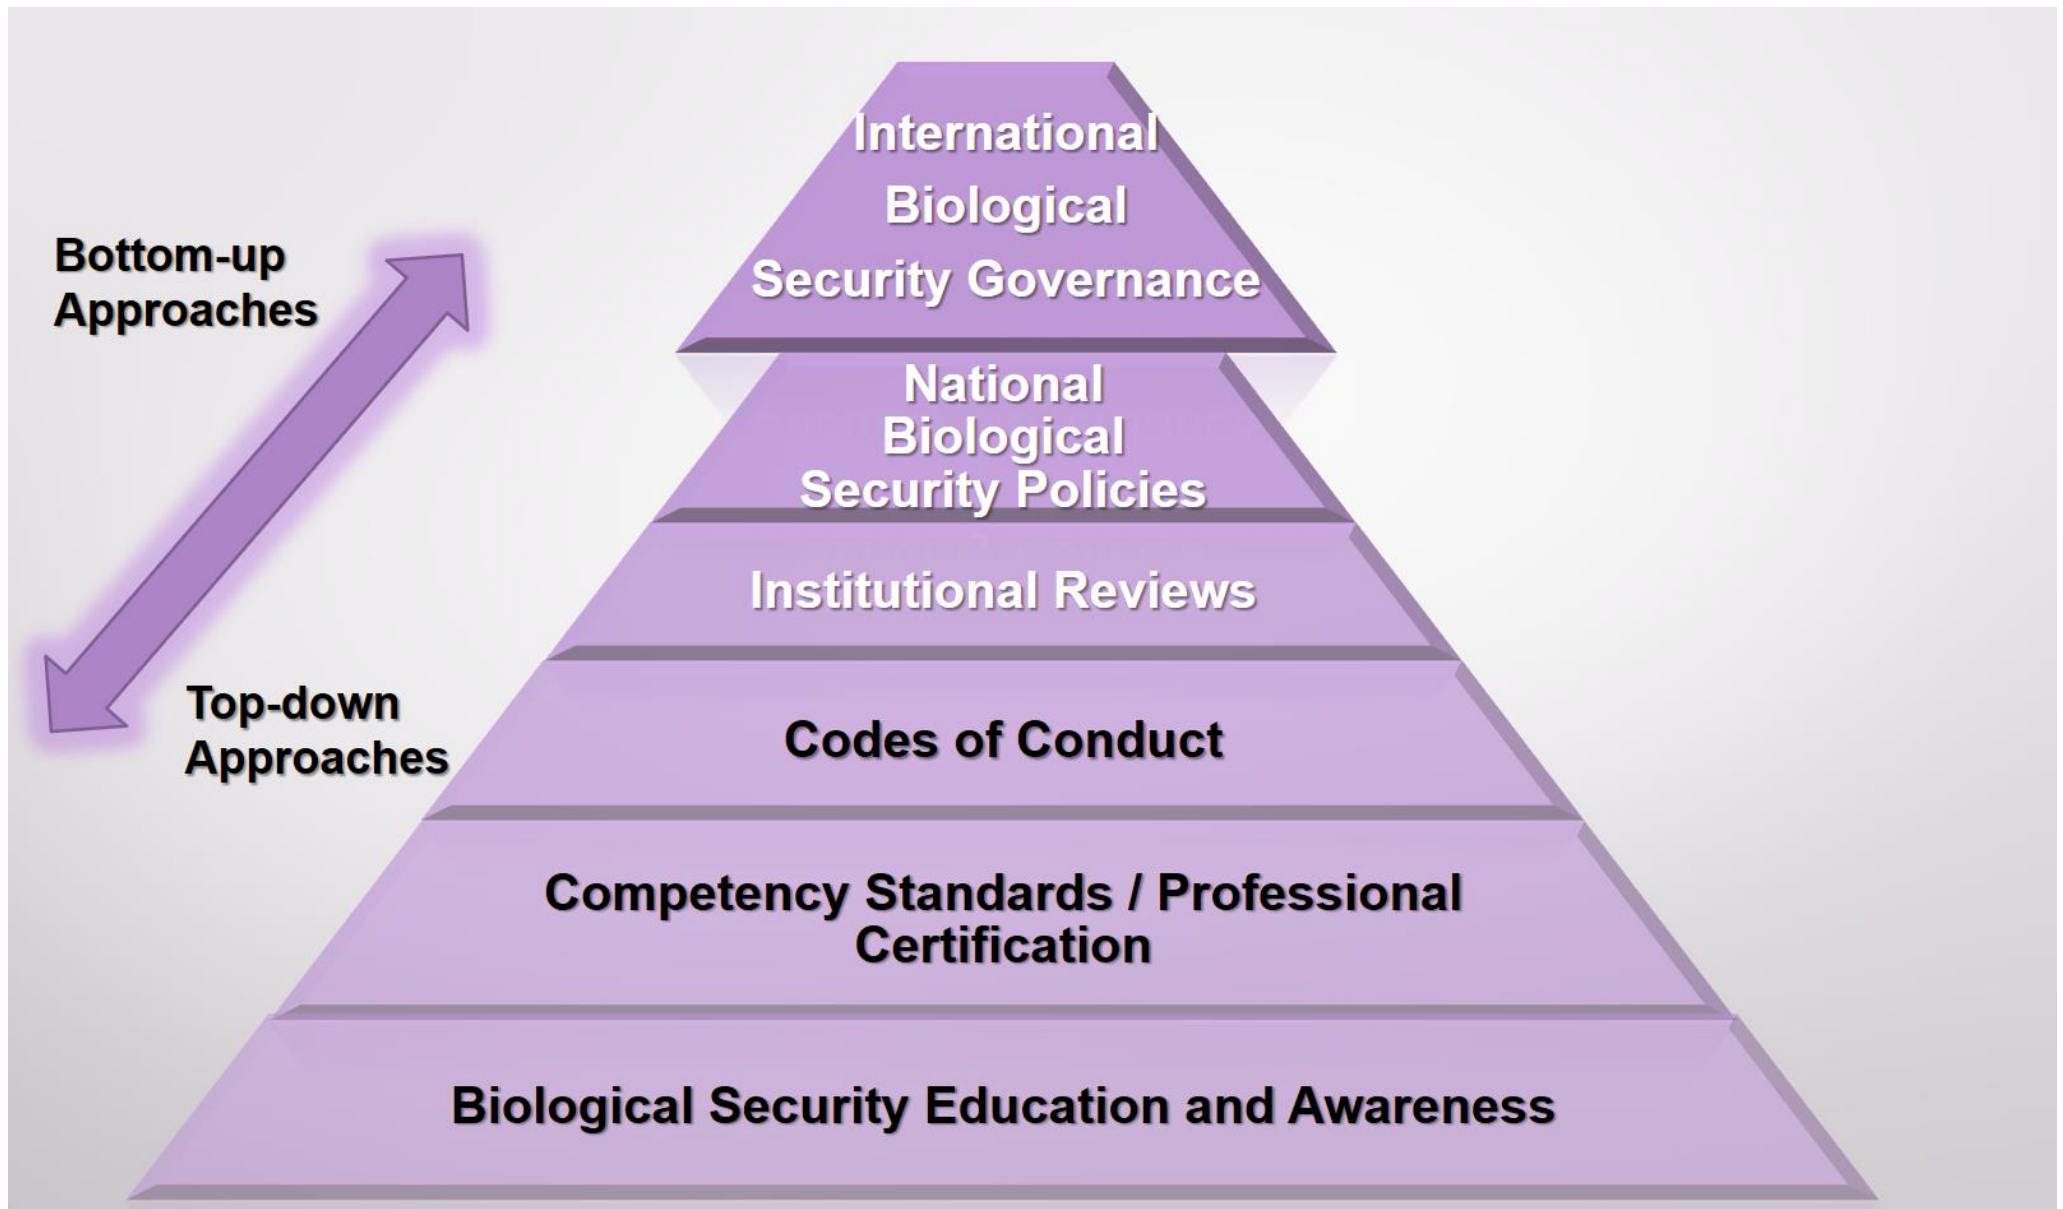 International
Biological
Security Governance
Bottom-up
Approaches
National
Biological
Security Policies
Institutional Reviews
Top-down
Approaches
Codes of Conduct
Competency Standards / Professional
Certification
Biological Security Education and Awareness